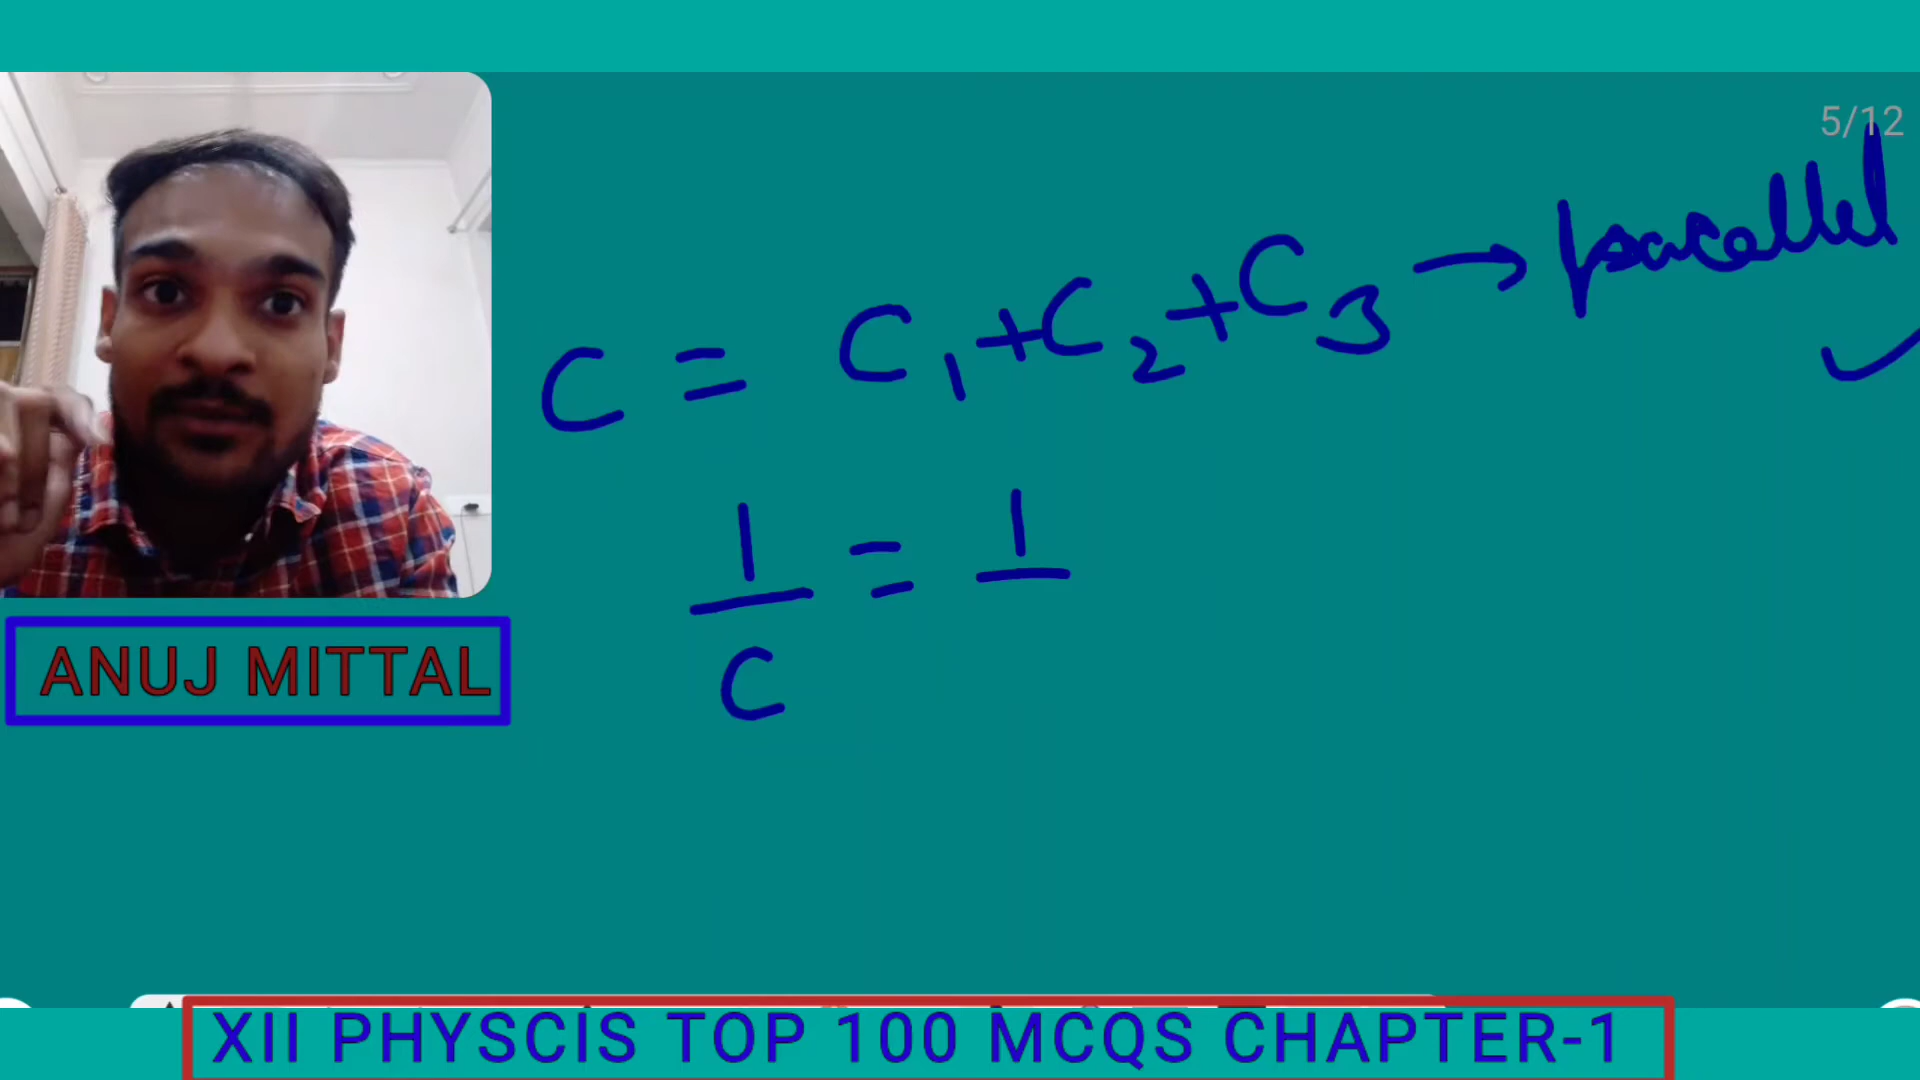 5/12
C = C₁+C₂+C₃ → parallel
1/C = 1/
ANUJ MITTAL
XII PHYSCIS TOP 100 MCQS CHAPTER-1